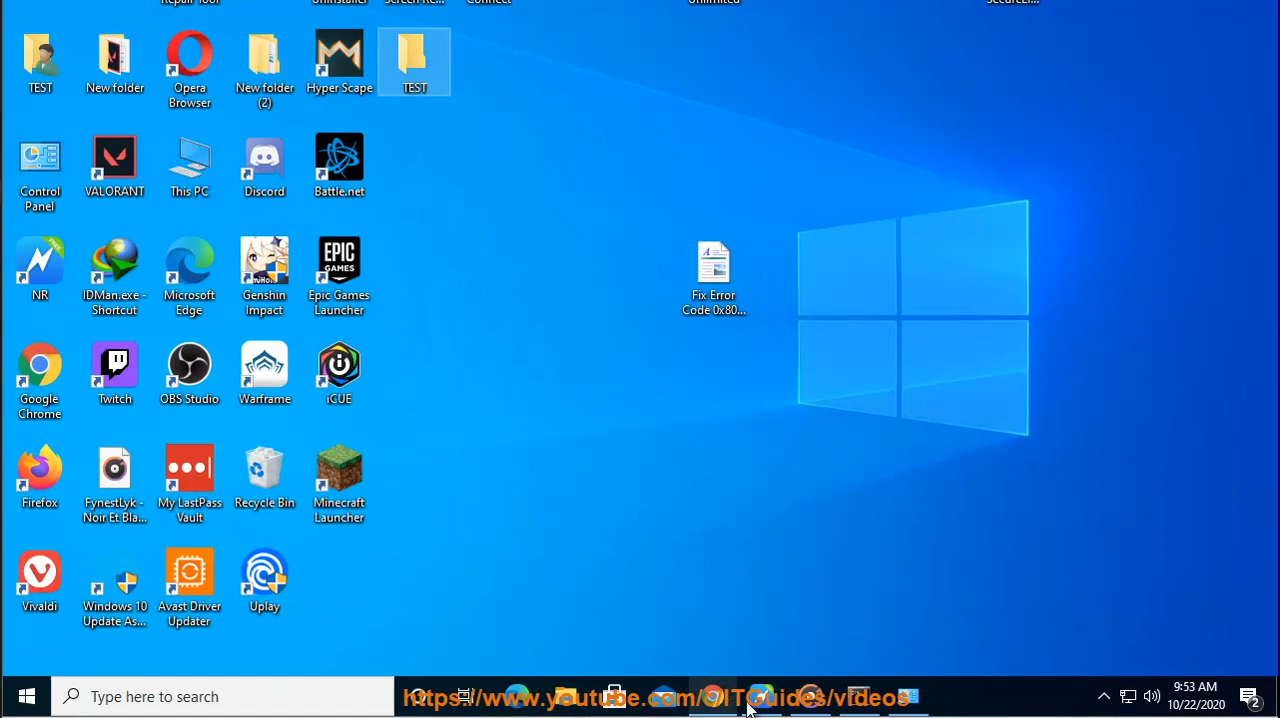 Repair Tool
Uninstaller
Screen Re...
Connect
Unlimited
SecureLi...
TEST
New folder
Opera
Browser
New folder
(2)
Hyper Scape
TEST
Control
Panel
VALORANT
This PC
Discord
Battle.net
Fix Error
Code 0x80...
FREE
NR
IDMan.exe -
Shortcut
Microsoft
Edge
Genshin
Impact
EPIC
GAMES
Epic Games
Launcher
Google
Chrome
Twitch
OBS Studio
Warframe
iCUE
Firefox
FynestLyk -
Noir Et Bla...
My LastPass
Vault
Recycle Bin
Minecraft
Launcher
Vivaldi
Windows 10
Update As...
Avast Driver
Updater
Uplay
Type here to search
https://www.youtube.com/@ITGuides/videos
9:53 AM
10/22/2020
2